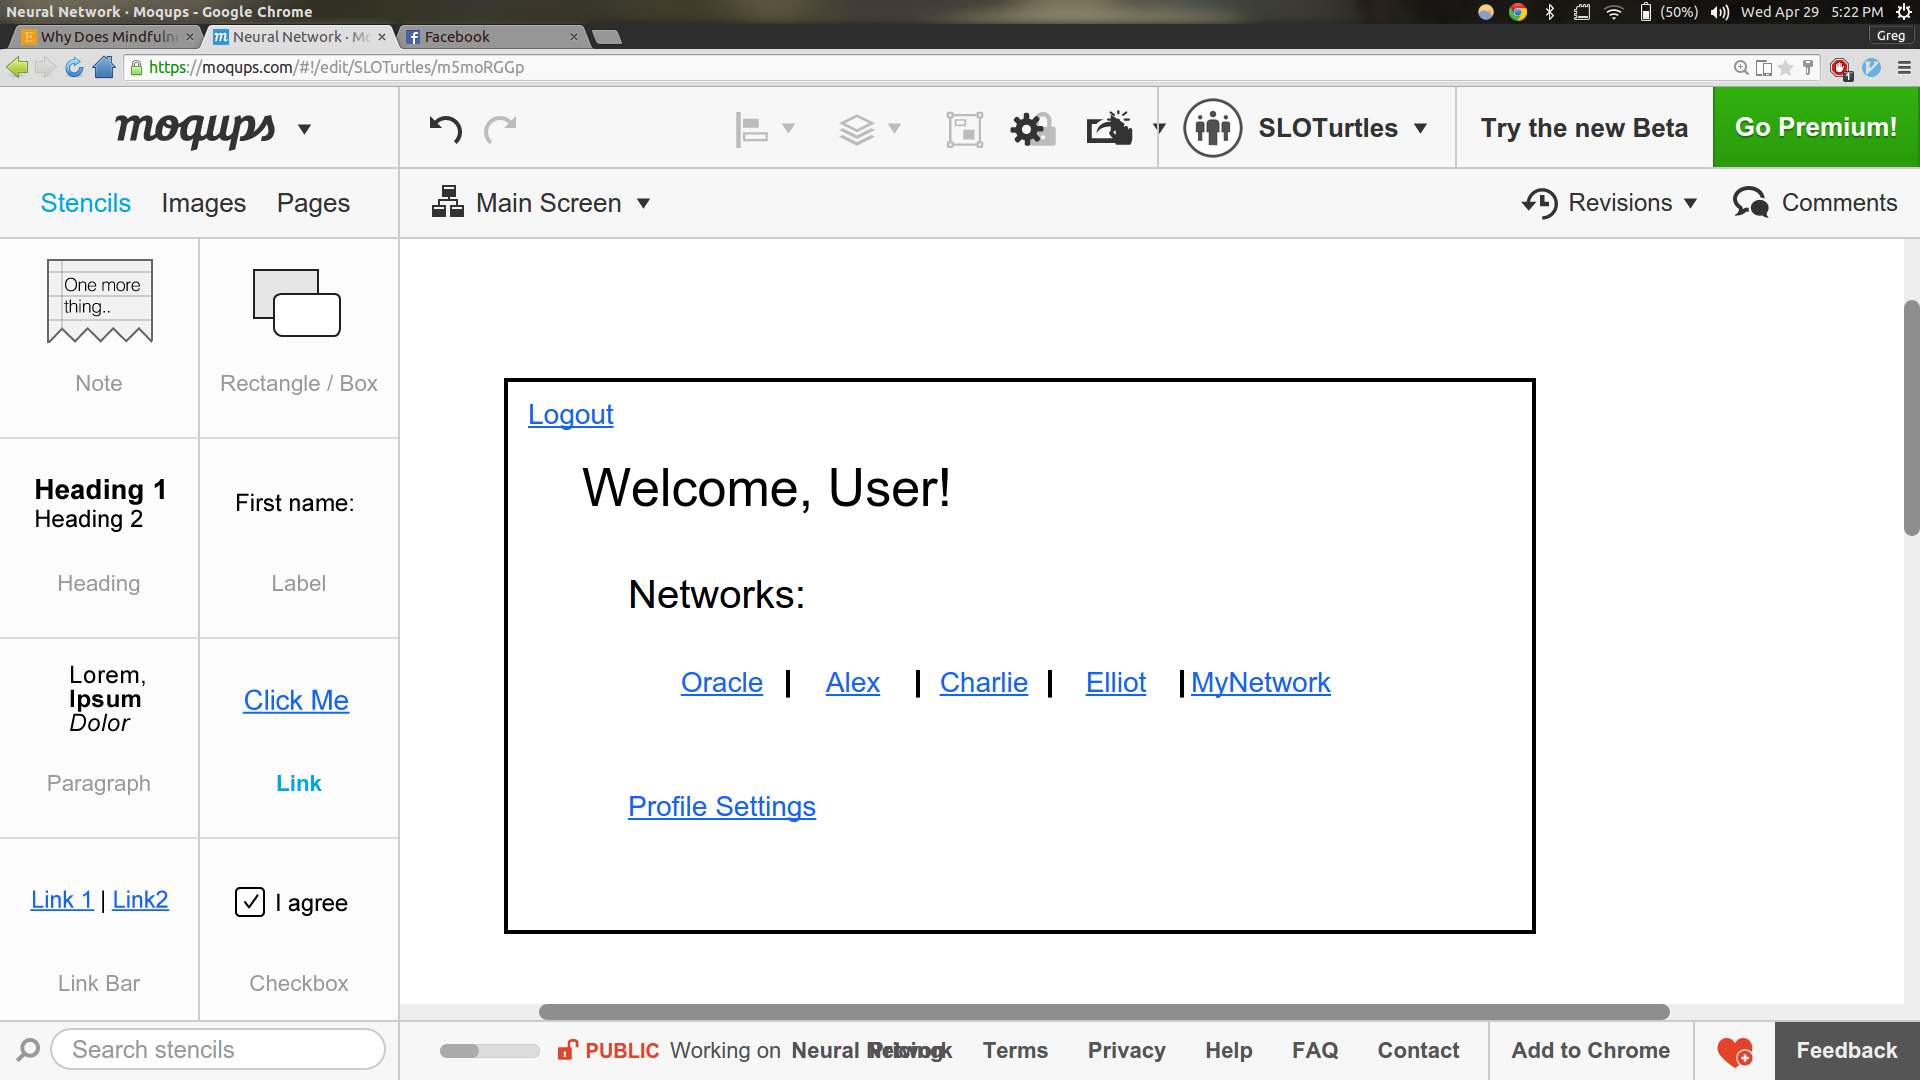 Neural Network · Moqups - Google Chrome
(50%) Wed Apr 29 5:22 PM
Why Does Mindfuln
Neural Network · Mo
Facebook
Greg
https://moqups.com/#!/edit/SLOTurtles/m5moRGGp
1
moqups
SLOTurtles
Try the new Beta
Go Premium!
Stencils Images Pages
Main Screen
Revisions
Comments
One more
thing..
Note
Rectangle / Box
Heading 1
Heading 2
Heading
First name:
Label
Lorem,
Ipsum
Dolor
Paragraph
Click Me
Link
Link 1 | Link2
Link Bar
I agree
Checkbox
Logout
Welcome, User!
Networks:
Oracle | Alex | Charlie | Elliot | MyNetwork
Profile Settings
Search stencils
PUBLIC Working on Neural Network Pricing Terms Privacy Help FAQ Contact Add to Chrome Feedback